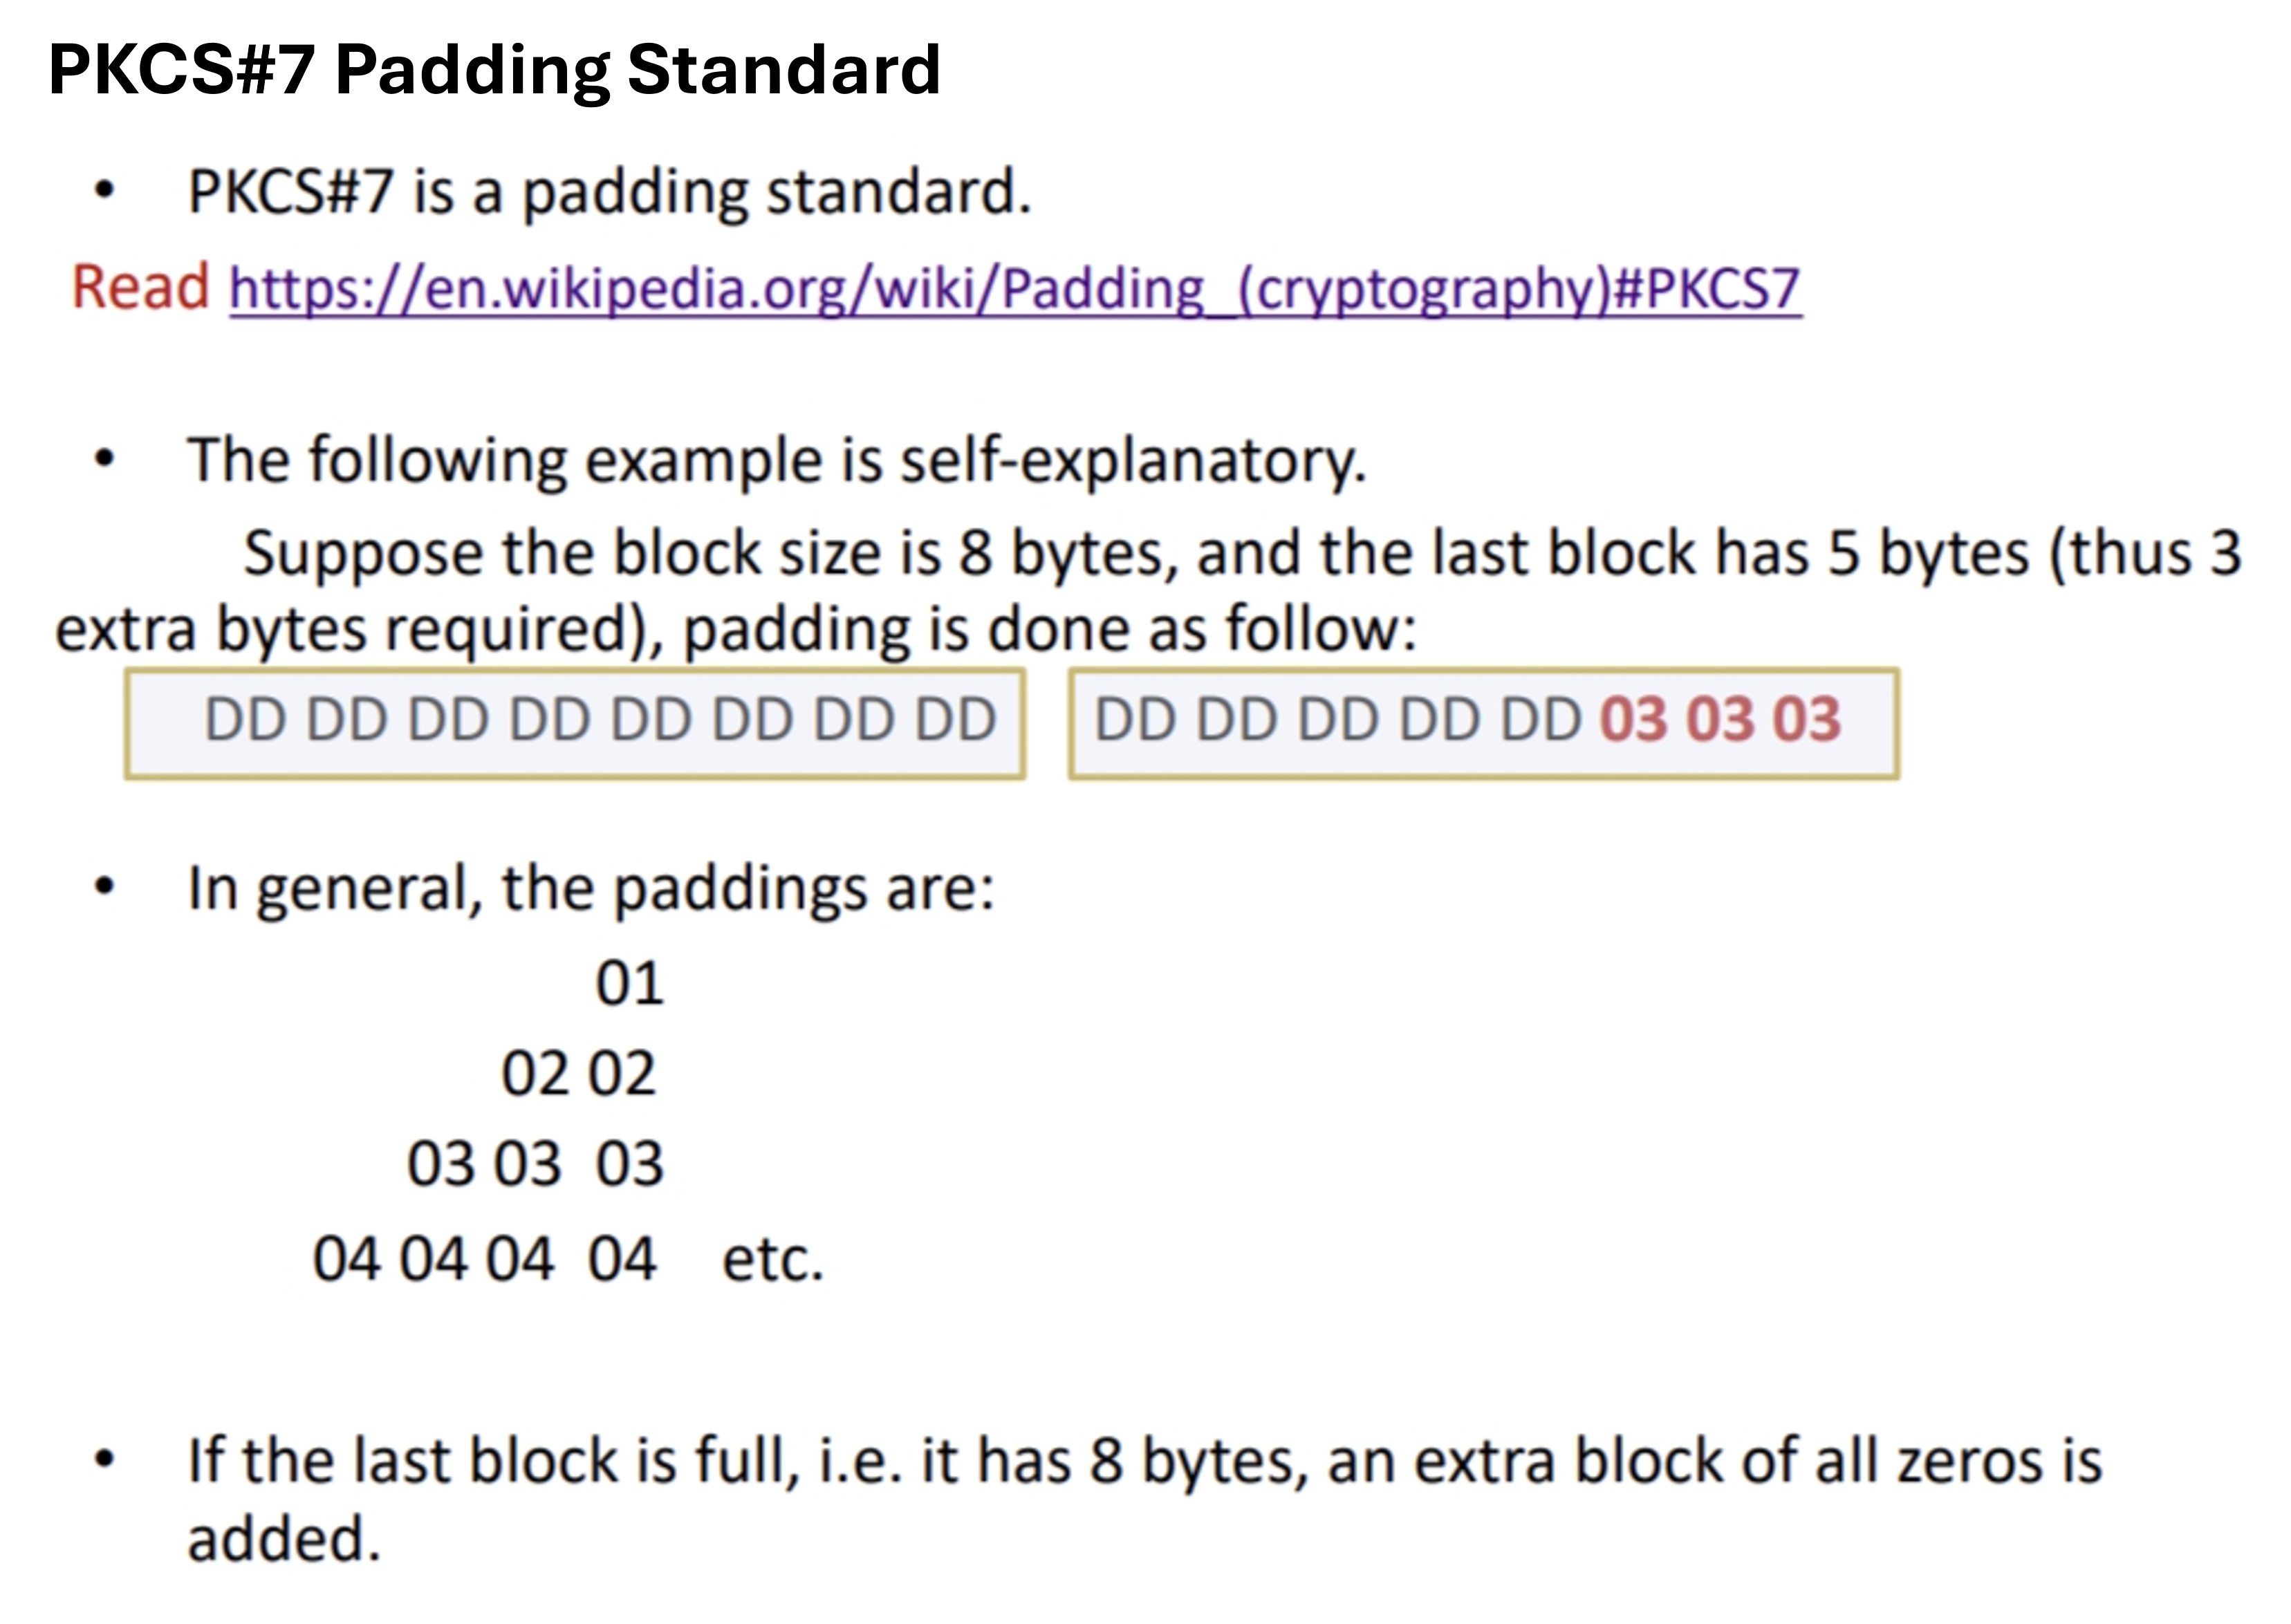 PKCS#7 Padding Standard
• PKCS#7 is a padding standard.
Read https://en.wikipedia.org/wiki/Padding_(cryptography)#PKCS7
• The following example is self-explanatory.
Suppose the block size is 8 bytes, and the last block has 5 bytes (thus 3
extra bytes required), padding is done as follow:
DD DD DD DD DD DD DD DD DD DD DD DD DD 03 03 03
• In general, the paddings are:
01
02 02
03 03 03
04 04 04 04 etc.
• If the last block is full, i.e. it has 8 bytes, an extra block of all zeros is
added.